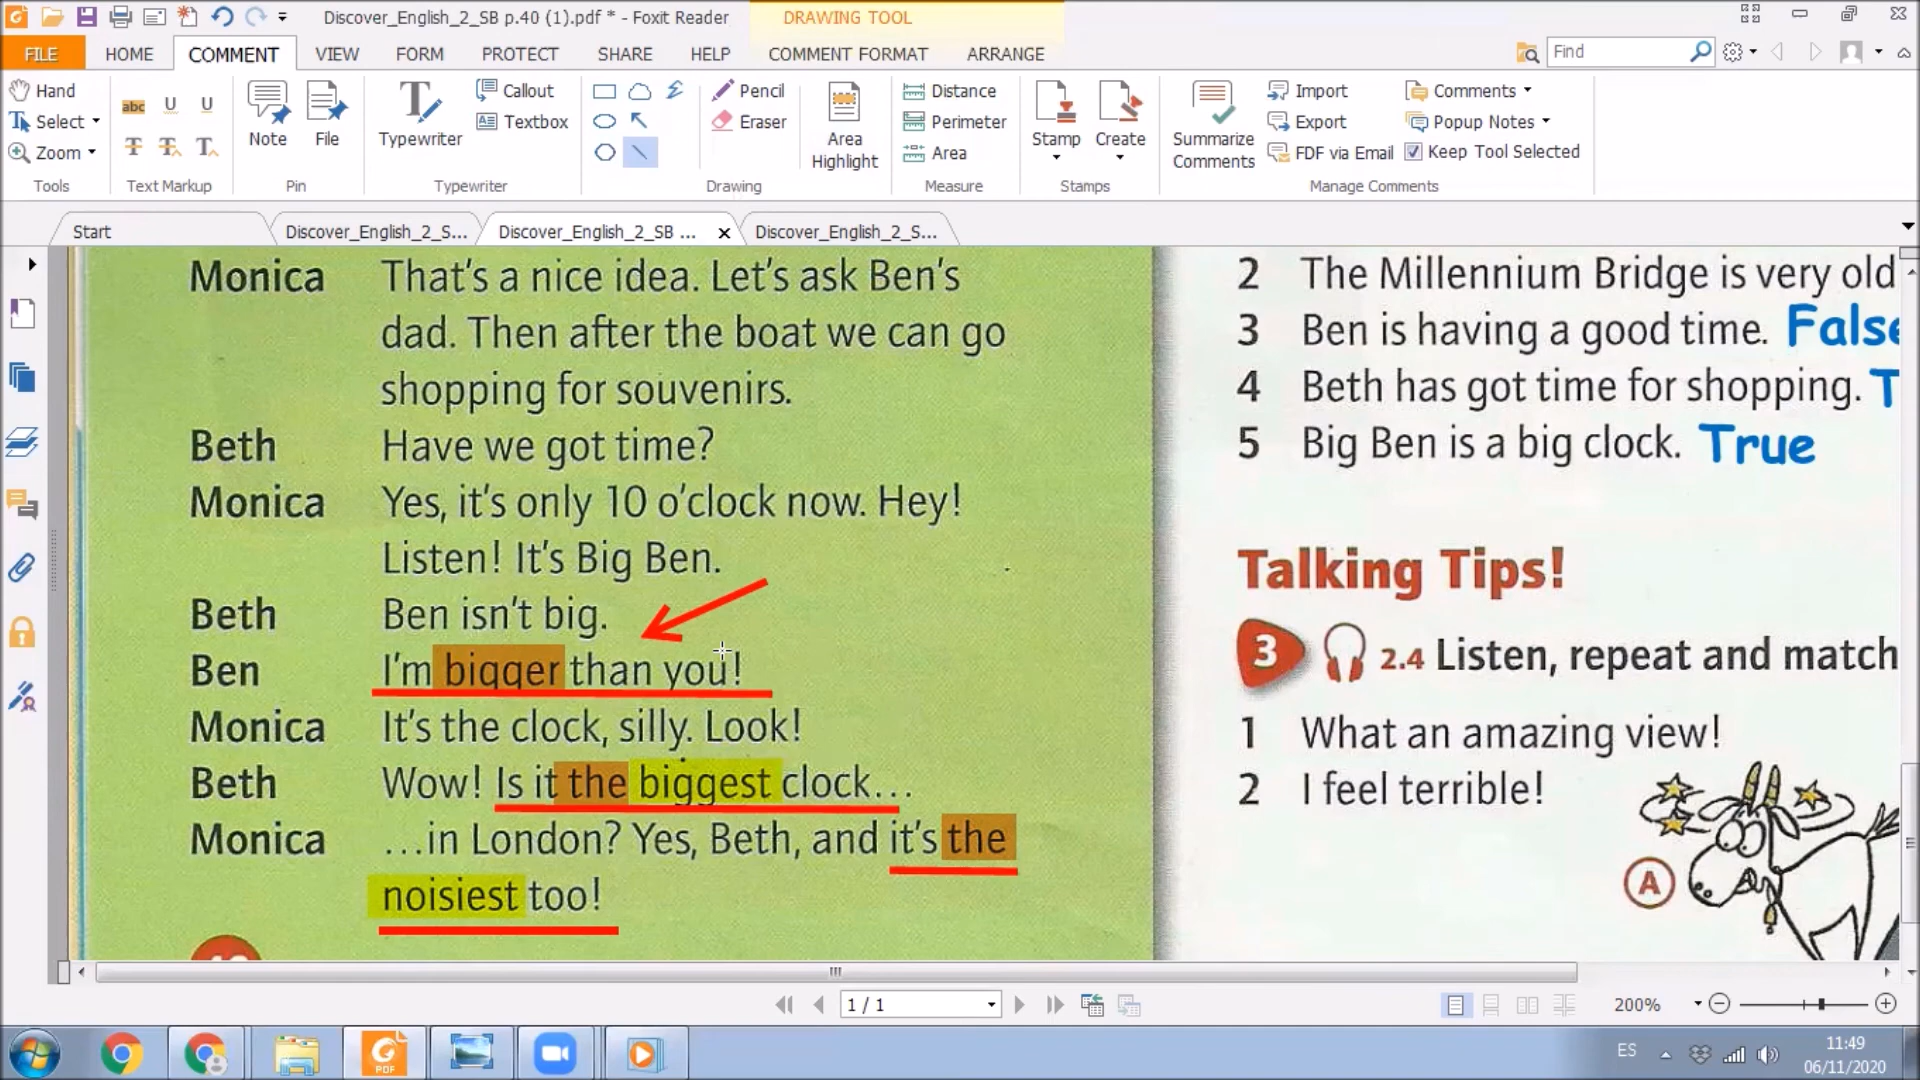 Discover_English_2_SB p.40 (1).pdf * - Foxit Reader
DRAWING TOOL
FILE HOME COMMENT VIEW FORM PROTECT SHARE HELP COMMENT FORMAT ARRANGE
Find
Hand
Select
Zoom
Tools
abc U U
T T T
Text Markup
Note
File
Pin
Typewriter
Callout
Textbox
Typewriter
Pencil
Eraser
Drawing
Area
Highlight
Distance
Perimeter
Area
Measure
Stamp
Create
Stamps
Summarize
Comments
Import
Export
FDF via Email
Comments
Popup Notes
Keep Tool Selected
Manage Comments
Start
Discover_English_2_S...
Discover_English_2_SB ...
Discover_English_2_S...
Monica That's a nice idea. Let's ask Ben's
dad. Then after the boat we can go
shopping for souvenirs.
Beth Have we got time?
Monica Yes, it's only 10 o'clock now. Hey!
Listen! It's Big Ben.
Beth Ben isn't big.
Ben I'm bigger than you!
Monica It's the clock, silly. Look!
Beth Wow! Is it the biggest clock...
Monica ...in London? Yes, Beth, and it's the
noisiest too!
2 The Millennium Bridge is very old
3 Ben is having a good time. False
4 Beth has got time for shopping. T
5 Big Ben is a big clock. True
Talking Tips!
3 2.4 Listen, repeat and match
1 What an amazing view!
2 I feel terrible!
A
1 / 1
200%
PDF
ES
11:49
06/11/2020